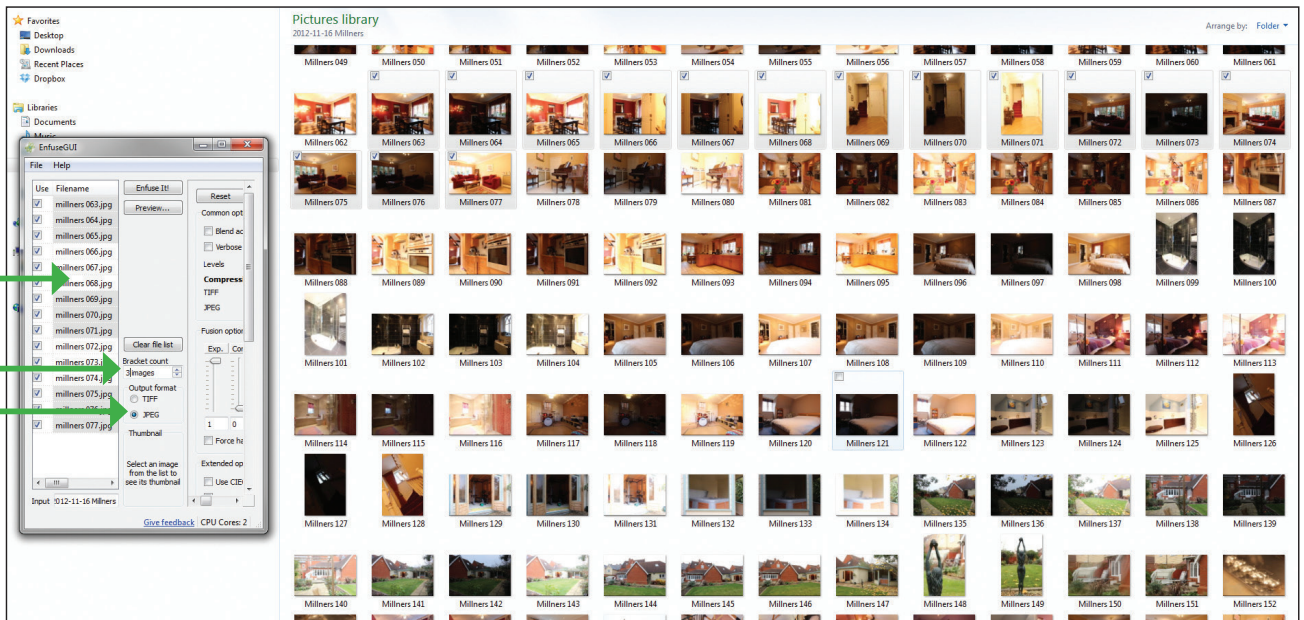 Favorites
Desktop
Downloads
Recent Places
Dropbox
Libraries
Documents
Music
EnfuseGUI
File Help
Use Filename
millners 063.jpg
millners 064.jpg
millners 065.jpg
millners 066.jpg
millners 067.jpg
millners 068.jpg
millners 069.jpg
millners 070.jpg
millners 071.jpg
millners 072.jpg
millners 073.jpg
millners 074.jpg
millners 075.jpg
millners 077.jpg
Input :012-11-16 Millners
Enfuse It!
Preview...
Clear file list
Bracket count
3 images
Output format
TIFF
JPEG
Thumbnail
Select an image
from the list to
see its thumbnail
Reset
Common opt
Blend ac
Verbose
Levels
Compress
TIFF
JPEG
Fusion option
Exp. Cor
1 0
Force ha
Extended op
Use CIE
Give feedback CPU Cores: 2
Pictures library
2012-11-16 Millners
Arrange by: Folder
Millners 049 Millners 050 Millners 051 Millners 052 Millners 053 Millners 054 Millners 055 Millners 056 Millners 057 Millners 058 Millners 059 Millners 060 Millners 061
Millners 062 Millners 063 Millners 064 Millners 065 Millners 066 Millners 067 Millners 068 Millners 069 Millners 070 Millners 071 Millners 072 Millners 073 Millners 074
Millners 075 Millners 076 Millners 077 Millners 078 Millners 079 Millners 080 Millners 081 Millners 082 Millners 083 Millners 084 Millners 085 Millners 086 Millners 087
Millners 088 Millners 089 Millners 090 Millners 091 Millners 092 Millners 093 Millners 094 Millners 095 Millners 096 Millners 097 Millners 098 Millners 099 Millners 100
Millners 101 Millners 102 Millners 103 Millners 104 Millners 105 Millners 106 Millners 107 Millners 108 Millners 109 Millners 110 Millners 111 Millners 112 Millners 113
Millners 114 Millners 115 Millners 116 Millners 117 Millners 118 Millners 119 Millners 120 Millners 121 Millners 122 Millners 123 Millners 124 Millners 125 Millners 126
Millners 127 Millners 128 Millners 129 Millners 130 Millners 131 Millners 132 Millners 133 Millners 134 Millners 135 Millners 136 Millners 137 Millners 138 Millners 139
Millners 140 Millners 141 Millners 142 Millners 143 Millners 144 Millners 145 Millners 146 Millners 147 Millners 148 Millners 149 Millners 150 Millners 151 Millners 152